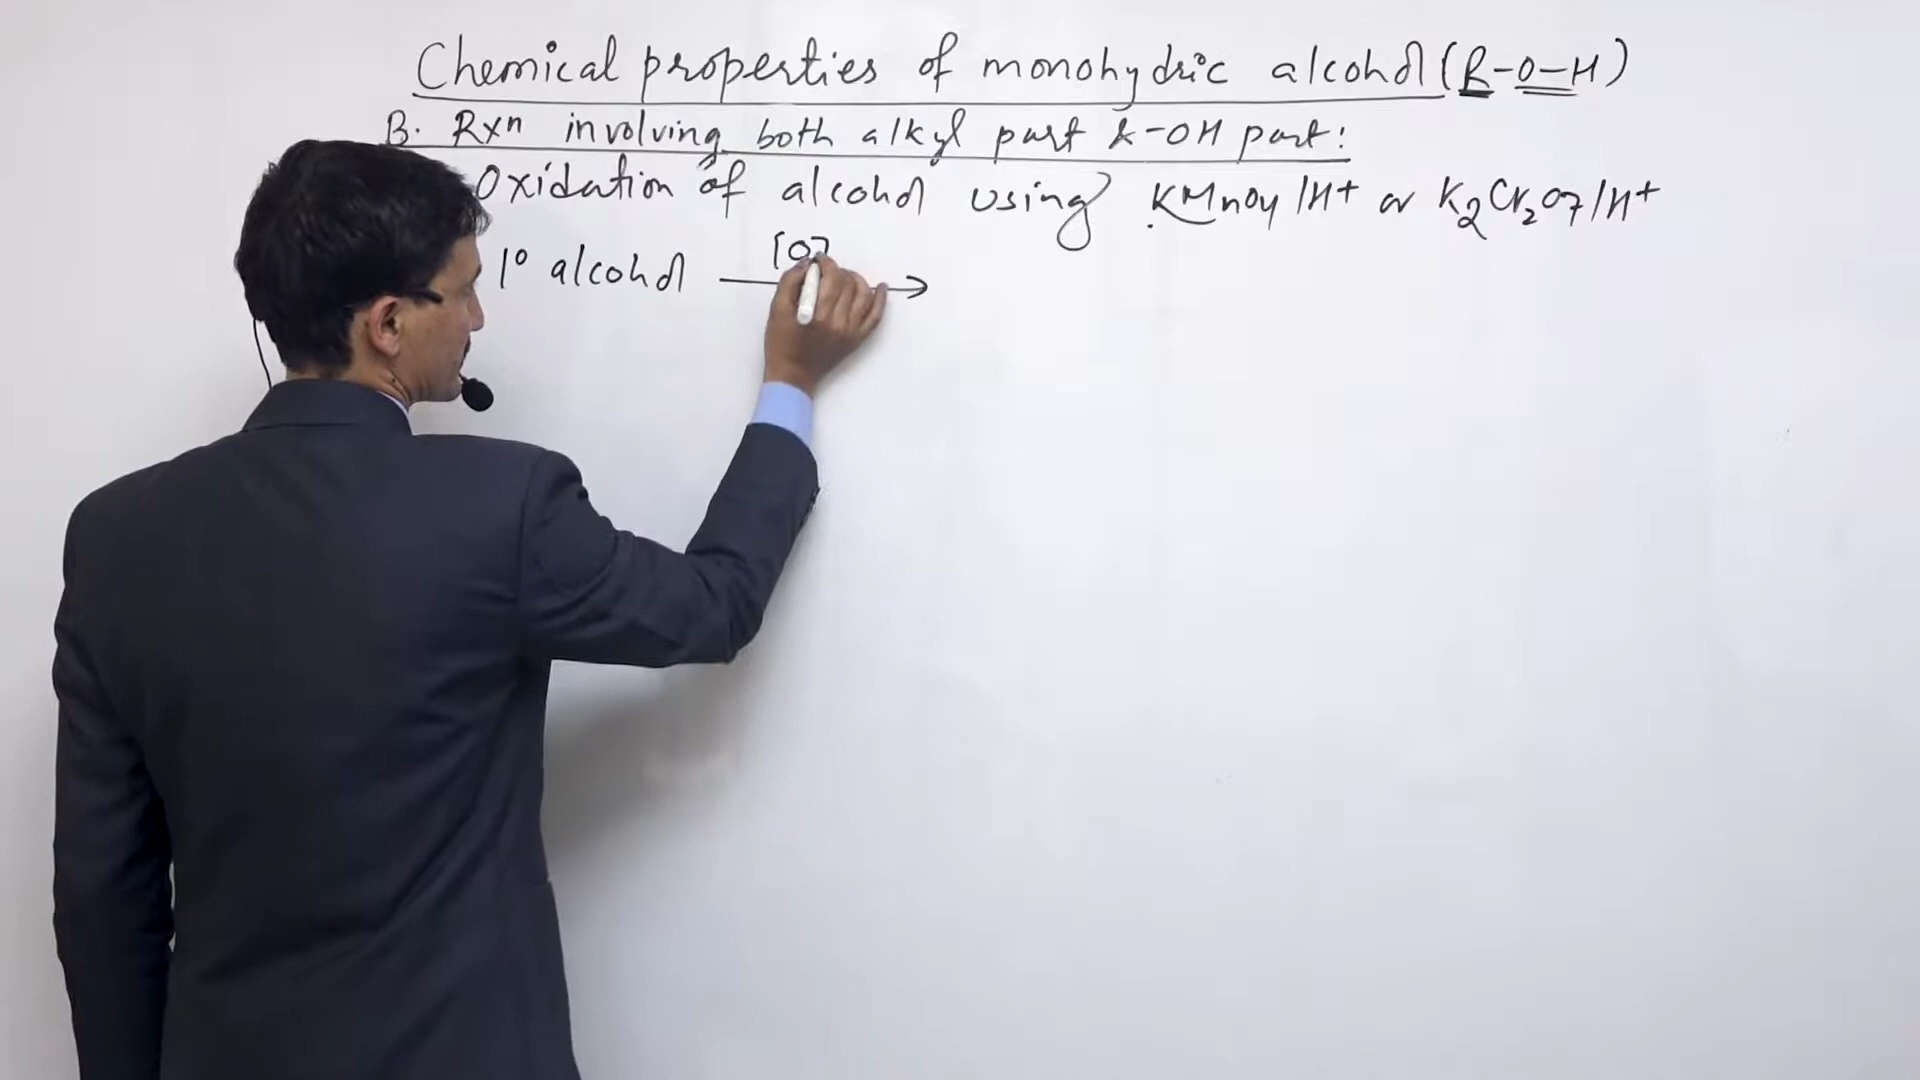 Chemical properties of monohydric alcohol (R-O-H)
B. Rxn involving both alkyl part & -OH part:
Oxidation of alcohol using KMnO4/H+ or K2Cr2O7/H+
[O]
1° alcohol →